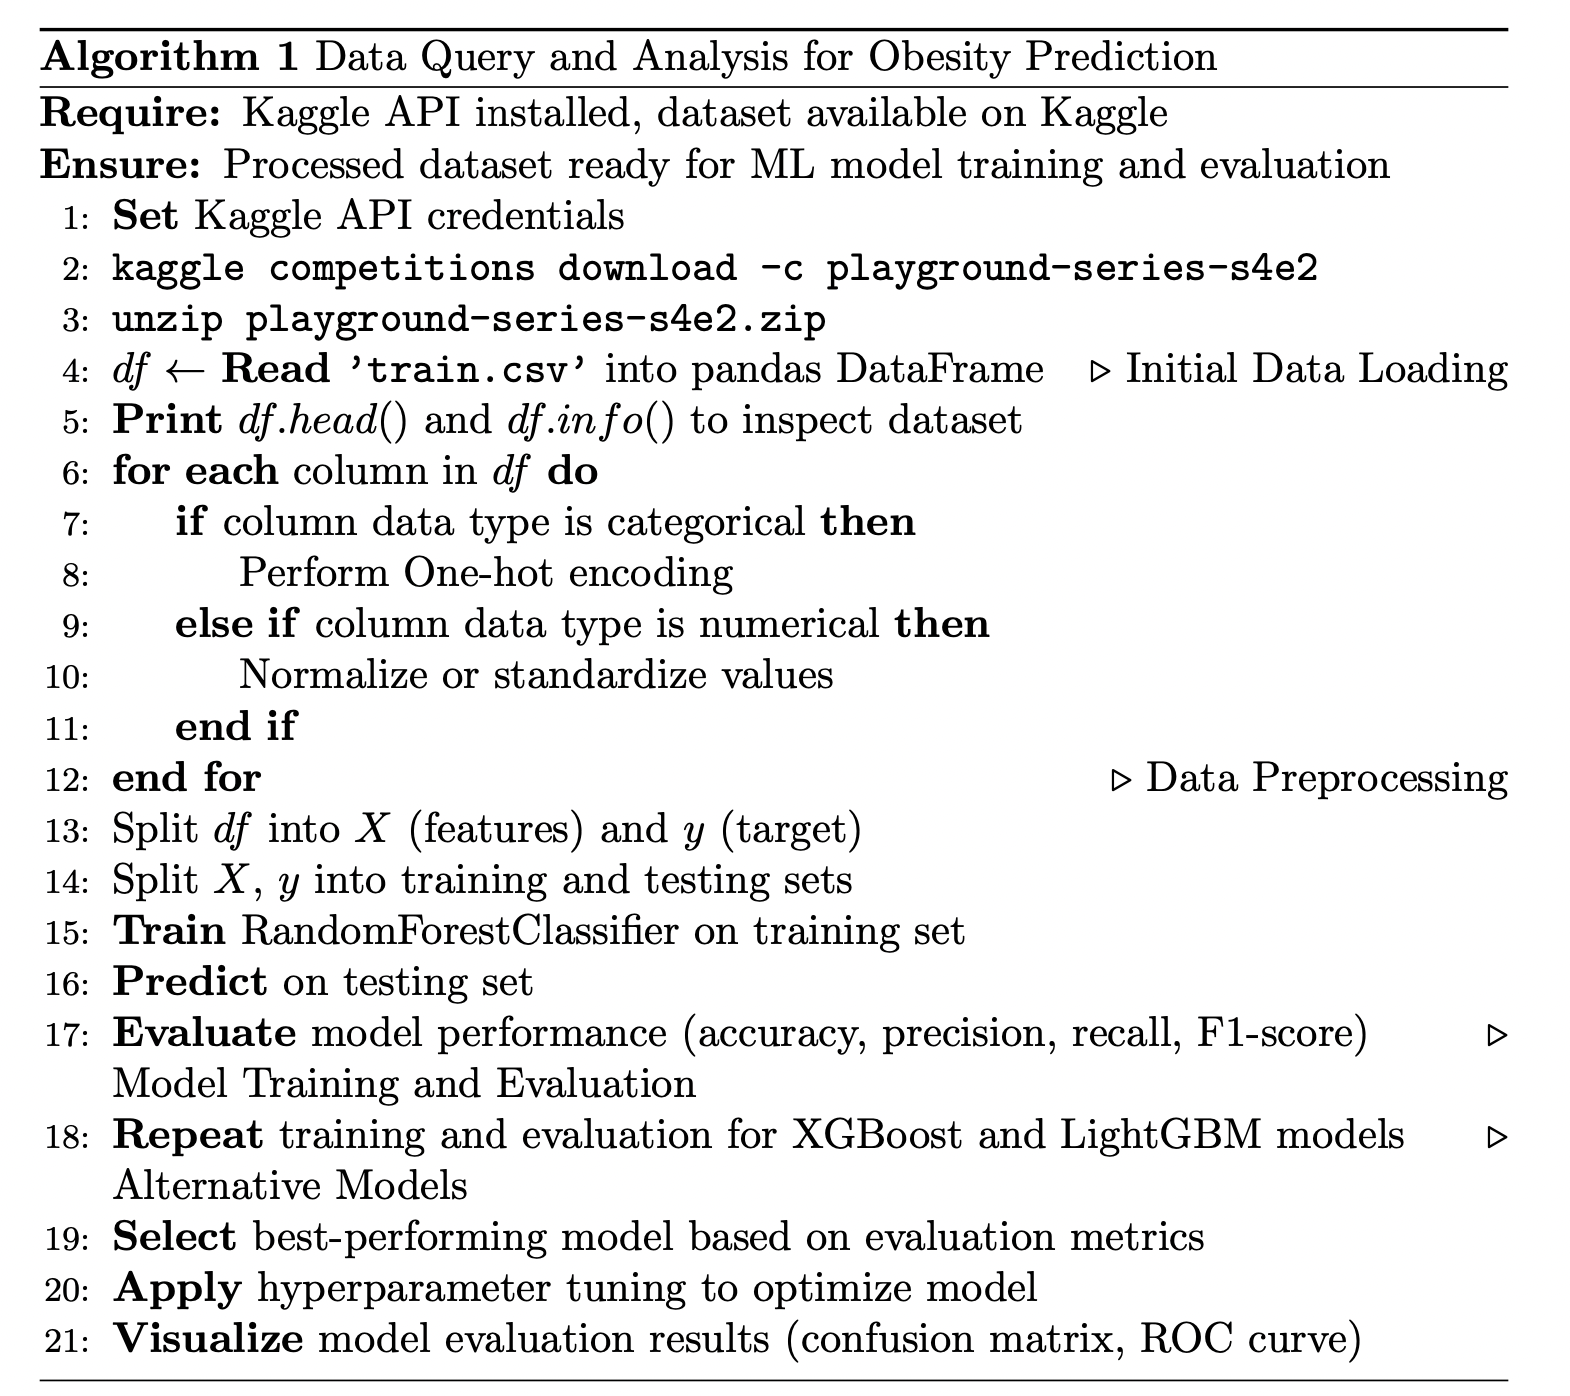 Algorithm 1 Data Query and Analysis for Obesity Prediction
Require: Kaggle API installed, dataset available on Kaggle
Ensure: Processed dataset ready for ML model training and evaluation
1: Set Kaggle API credentials
2: kaggle competitions download -c playground-series-s4e2
3: unzip playground-series-s4e2.zip
4: df ← Read ’train.csv’ into pandas DataFrame ▷ Initial Data Loading
5: Print df.head() and df.info() to inspect dataset
6: for each column in df do
7: if column data type is categorical then
8: Perform One-hot encoding
9: else if column data type is numerical then
10: Normalize or standardize values
11: end if
12: end for ▷ Data Preprocessing
13: Split df into X (features) and y (target)
14: Split X, y into training and testing sets
15: Train RandomForestClassifier on training set
16: Predict on testing set
17: Evaluate model performance (accuracy, precision, recall, F1-score) ▷
Model Training and Evaluation
18: Repeat training and evaluation for XGBoost and LightGBM models ▷
Alternative Models
19: Select best-performing model based on evaluation metrics
20: Apply hyperparameter tuning to optimize model
21: Visualize model evaluation results (confusion matrix, ROC curve)